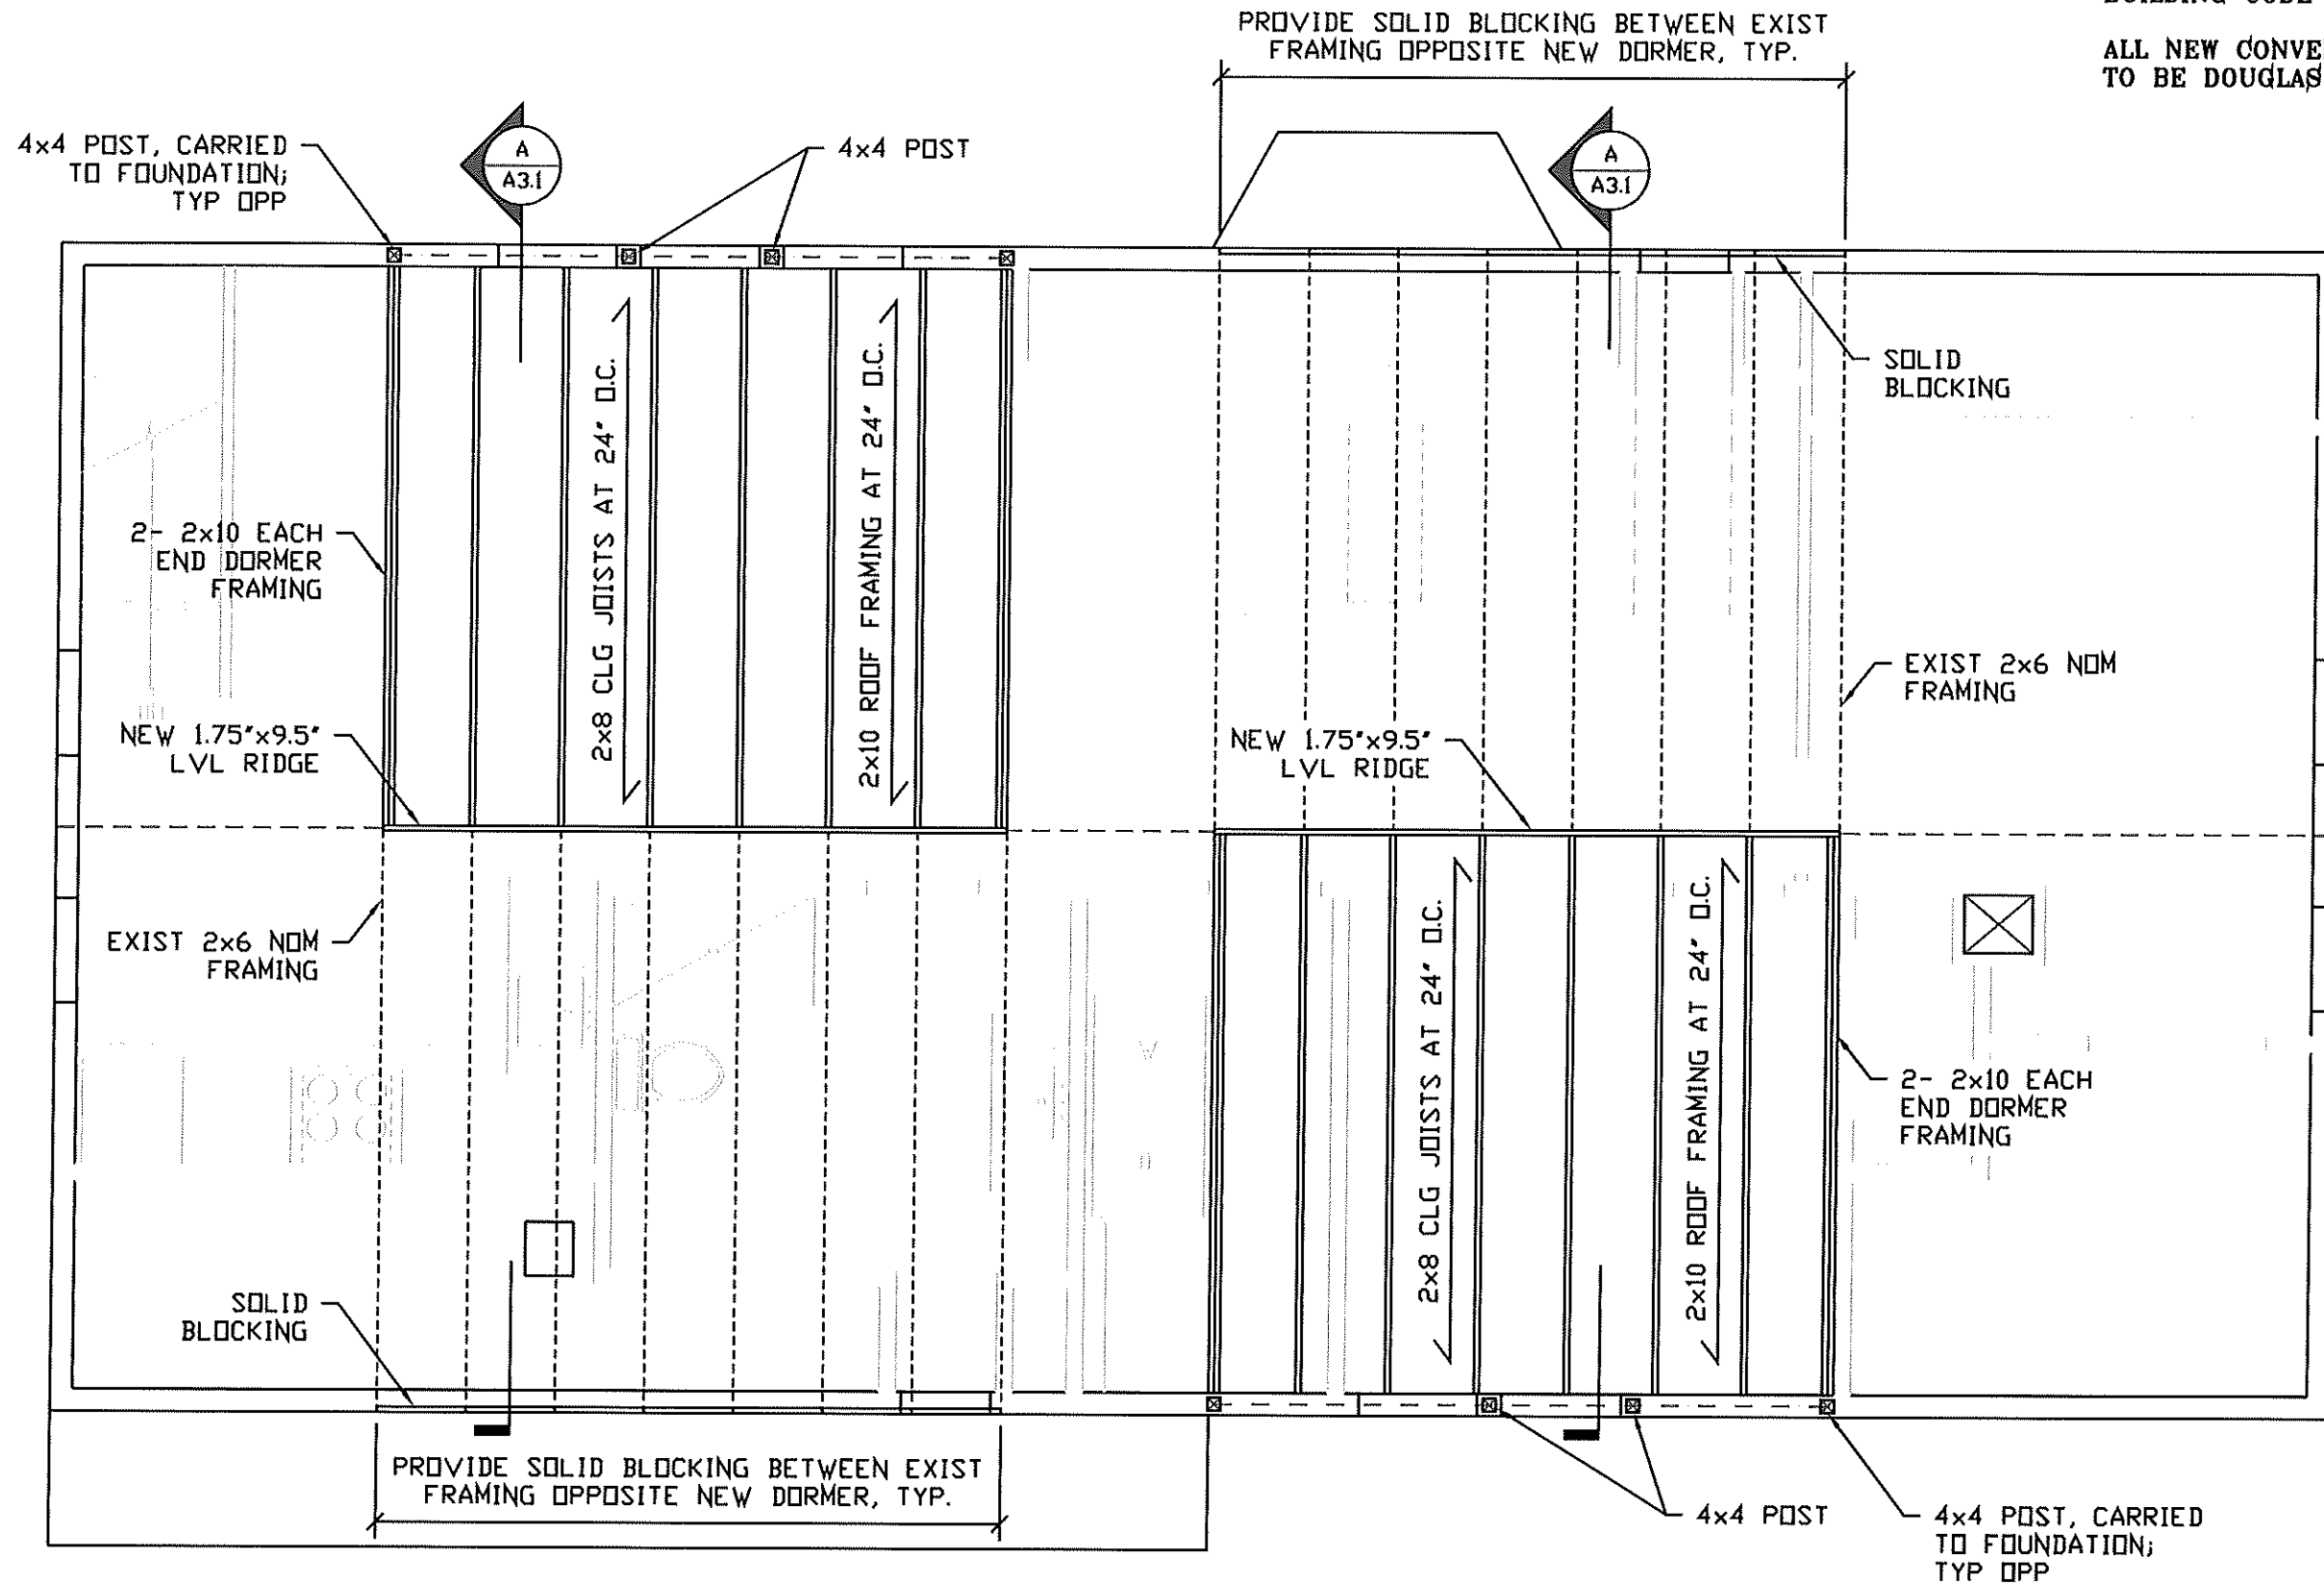 PROVIDE SOLID BLOCKING BETWEEN EXIST
FRAMING OPPOSITE NEW DORMER, TYP.
ALL NEW CONVE
TO BE DOUGLAS
4x4 POST, CARRIED
TO FOUNDATION;
TYP OPP
A
A3.1
4x4 POST
A
A3.1
SOLID
BLOCKING
2x8 CLG JOISTS AT 24" O.C.
2x10 ROOF FRAMING AT 24" O.C.
2- 2x10 EACH
END DORMER
FRAMING
EXIST 2x6 NOM
FRAMING
NEW 1.75"x9.5"
LVL RIDGE
NEW 1.75"x9.5"
LVL RIDGE
EXIST 2x6 NOM
FRAMING
2x8 CLG JOISTS AT 24" O.C.
2x10 ROOF FRAMING AT 24" O.C.
2- 2x10 EACH
END DORMER
FRAMING
SOLID
BLOCKING
PROVIDE SOLID BLOCKING BETWEEN EXIST
FRAMING OPPOSITE NEW DORMER, TYP.
4x4 POST
4x4 POST, CARRIED
TO FOUNDATION;
TYP OPP